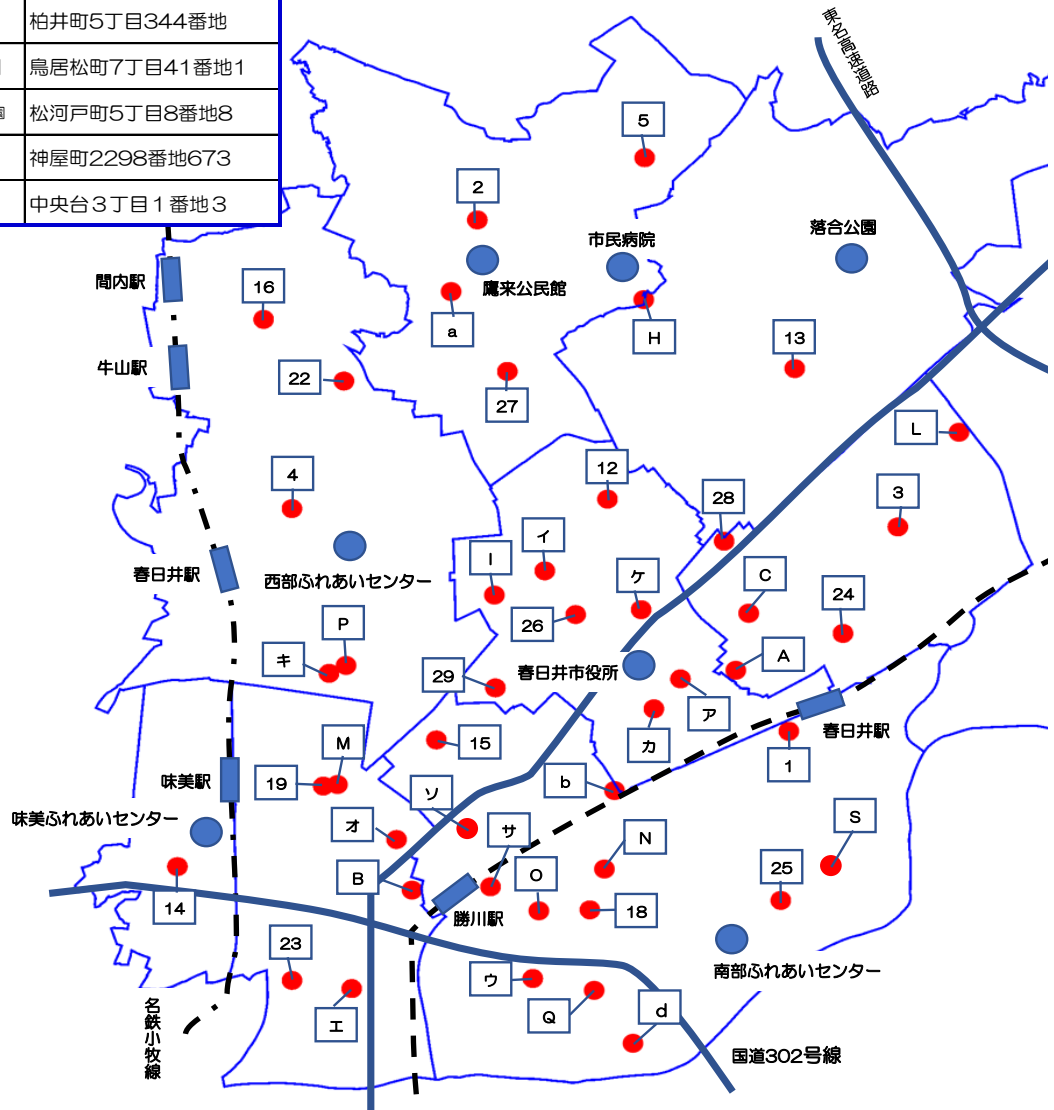 柏井町5丁目344番地
鳥居松町7丁目41番地1
園 松河戸町5丁目8番地8
神屋町2298番地673
中央台3丁目1番地3
東名高速道路
5
2
市民病院
落合公園
間内駅
16
鷹来公民館
a
H
13
牛山駅
22
27
L
12
4
28
3
イ
I
ケ
C
24
春日井駅
西部ふれあいセンター
26
P
キ
29
春日井市役所
A
ア
カ
春日井駅
M
15
1
味美駅
19
ソ
b
味美ふれあいセンター
オ
サ
N
S
B
O
25
14
勝川駅
18
23
南部ふれあいセンター
ウ
Q
d
エ
名鉄小牧線
国道302号線